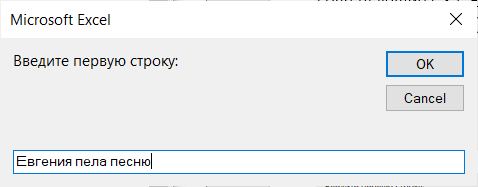 Microsoft Excel
Введите первую строку:
OK
Cancel
Евгения пела песню